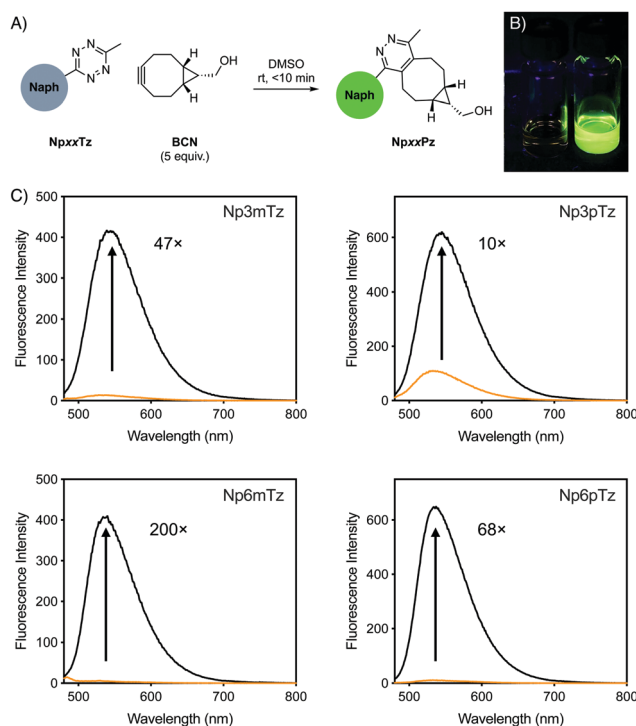 A)
B)
N
N
N
N
Naph
NpxxTz
H
H
OH
BCN
(5 equiv.)
DMSO
rt, <10 min
N
N
Naph
H
H
OH
NpxxPz
C)
Np3mTz
47×
Fluorescence Intensity
500
400
300
200
100
0
500 600 700 800
Wavelength (nm)
Np3pTz
10×
Fluorescence Intensity
600
400
200
0
500 600 700 800
Wavelength (nm)
Np6mTz
200×
Fluorescence Intensity
500
400
300
200
100
0
500 600 700 800
Wavelength (nm)
Np6pTz
68×
Fluorescence Intensity
600
400
200
0
500 600 700 800
Wavelength (nm)